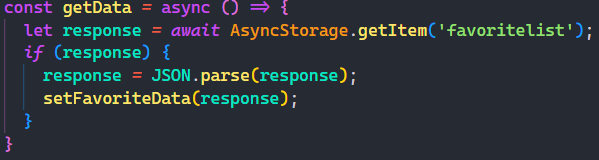 const getData = async () => {
let response = await AsyncStorage.getItem('favoritelist');
if (response) {
response = JSON.parse(response);
setFavoriteData(response);
}
}